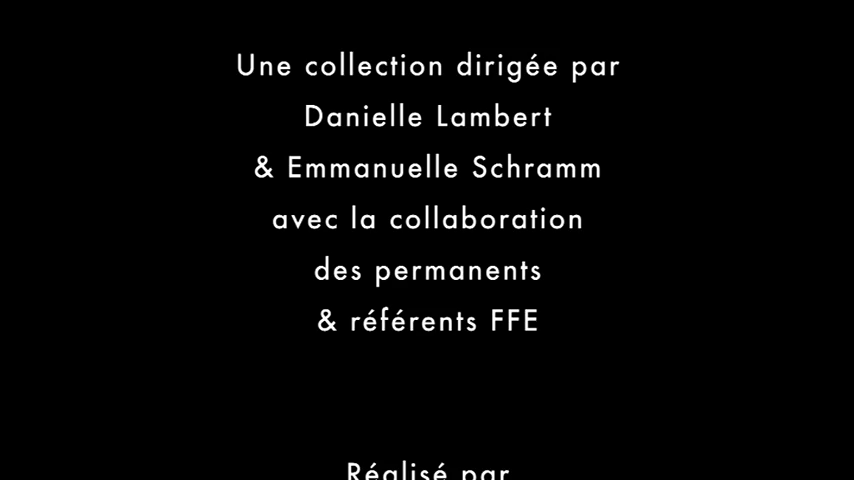 Une collection dirigée par
Danielle Lambert
& Emmanuelle Schramm
avec la collaboration
des permanents
& référents FFE
Réalisé par